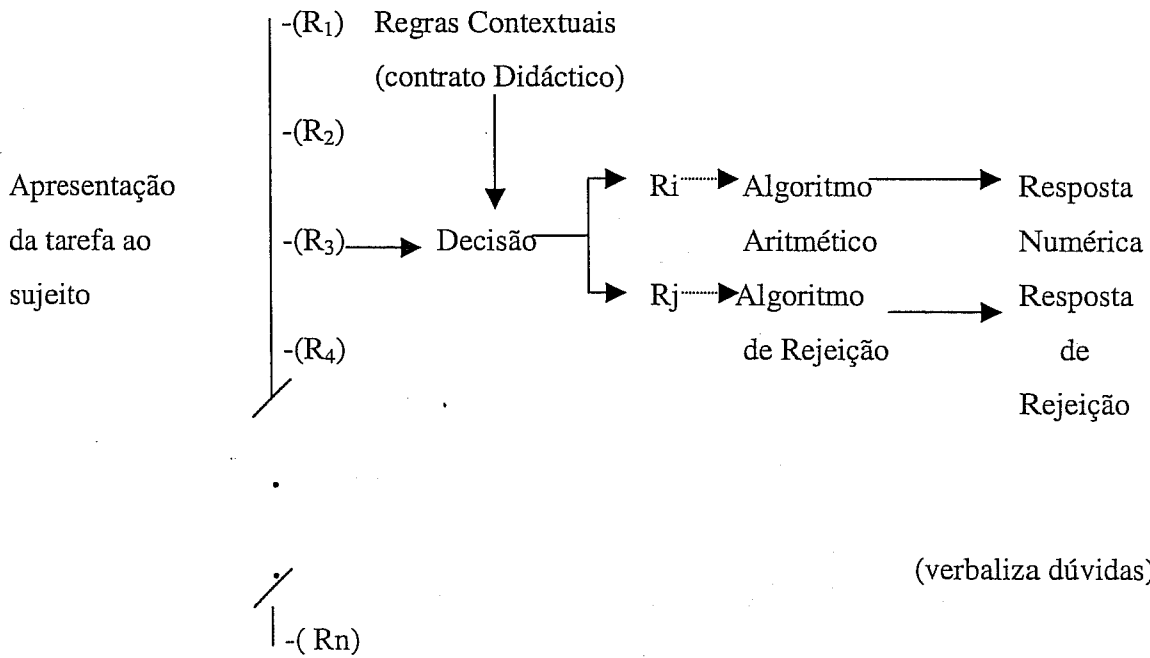 -(R₁) Regras Contextuais
(contrato Didáctico)
-(R₂)
Apresentação
da tarefa ao
sujeito
-(R₃)
Decisão
Ri
Algoritmo
Aritmético
Resposta
Numérica
Rj
Algoritmo
de Rejeição
Resposta
de
Rejeição
-(R₄)
(verbaliza dúvidas)
-( Rn)